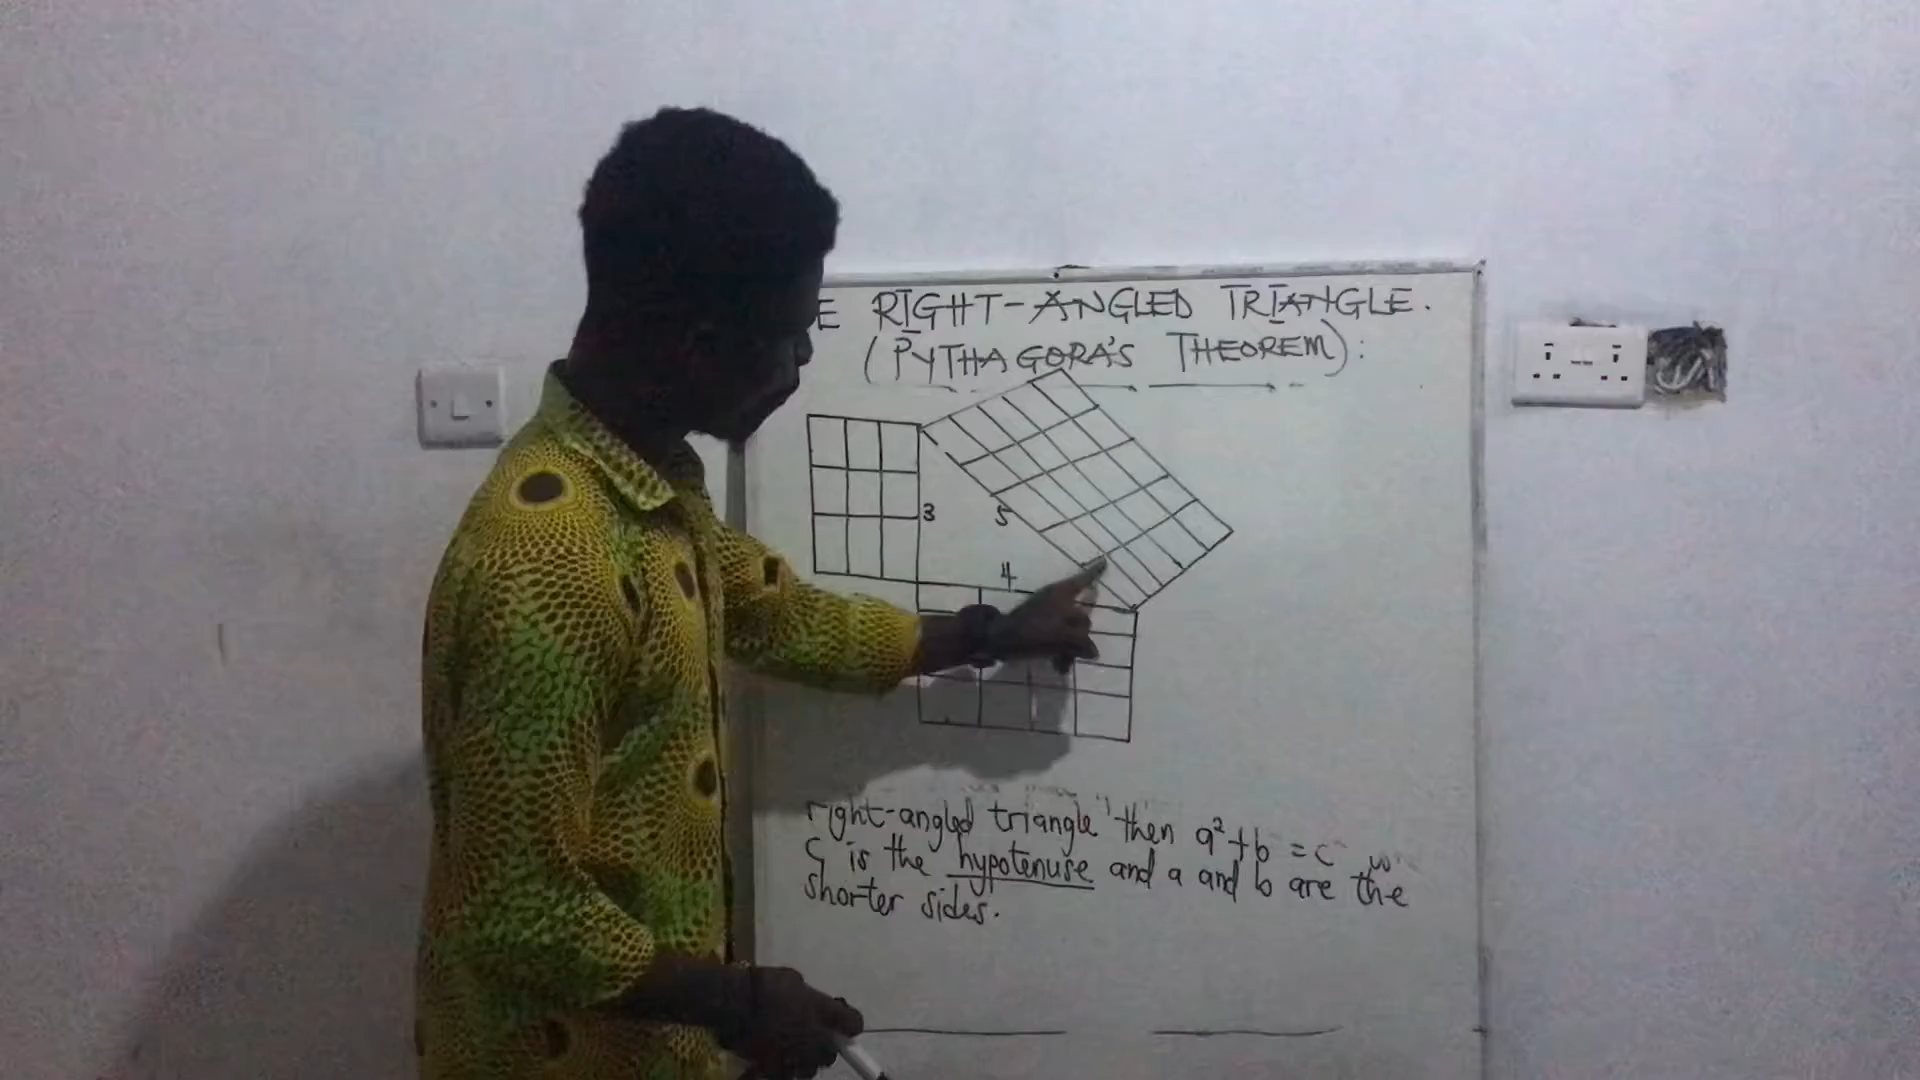 E RIGHT-ANGLED TRIANGLE.
(PYTHAGORA'S THEOREM):
3
5
4
right-angled triangle then a²+b = c
c is the hypotenuse and a and b are the
shorter sides.